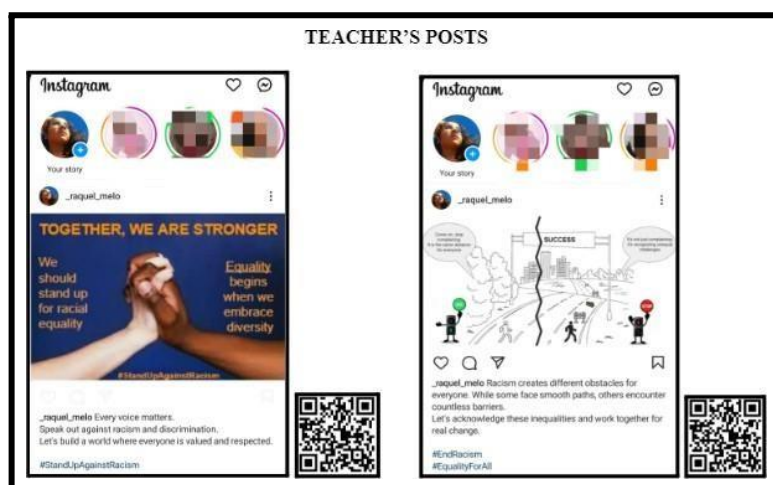 TEACHER'S POSTS
Instagram
Your story
_raquel_melo
TOGETHER, WE ARE STRONGER
We
should
stand up
for racial
equality
Equality
begins
when we
embrace
diversity
#StandUpAgainstRacism
_raquel_melo Every voice matters.
Speak out against racism and discrimination.
Let's build a world where everyone is valued and respected.
#StandUpAgainstRacism
Instagram
Your story
_raquel_melo
SUCCESS
STOP
_raquel_melo Racism creates different obstacles for
everyone. While some face smooth paths, others encounter
countless barriers.
Let's acknowledge these inequalities and work together for
real change.
#EndRacism
#EqualityForAll